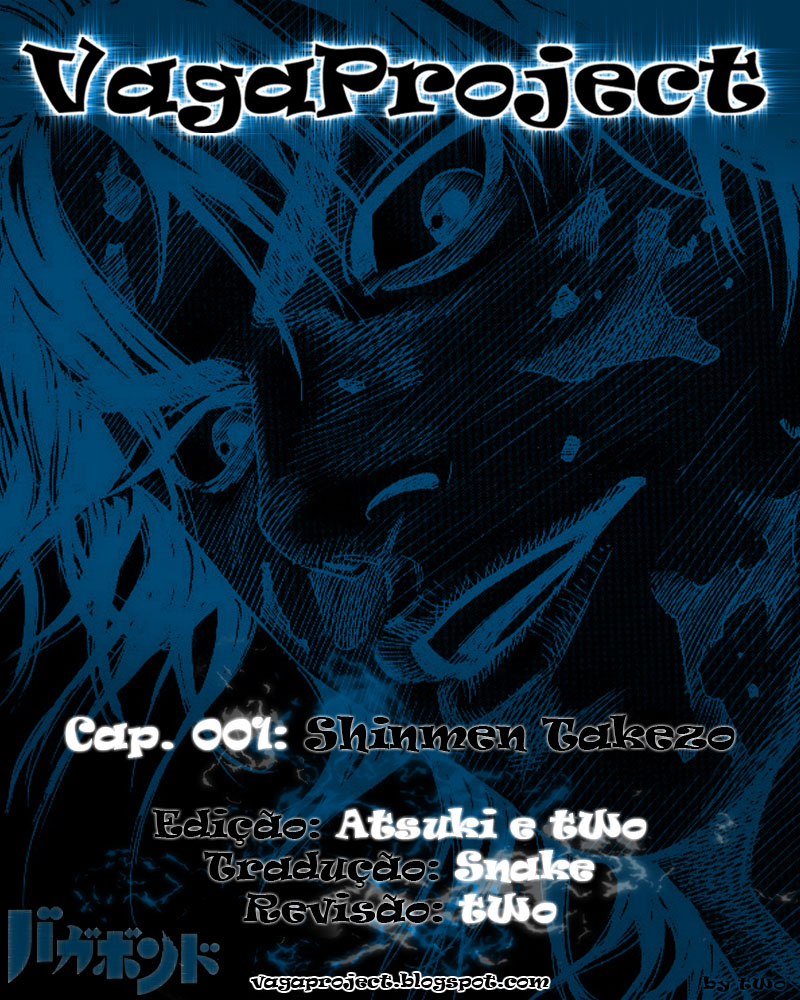 VagaProject
Cap. 001: Shinmen Takezo
Edição: Atsuki e two
Tradução: Snake
Revisão: two
バガボンド
vagaproject.blogspot.com
by two